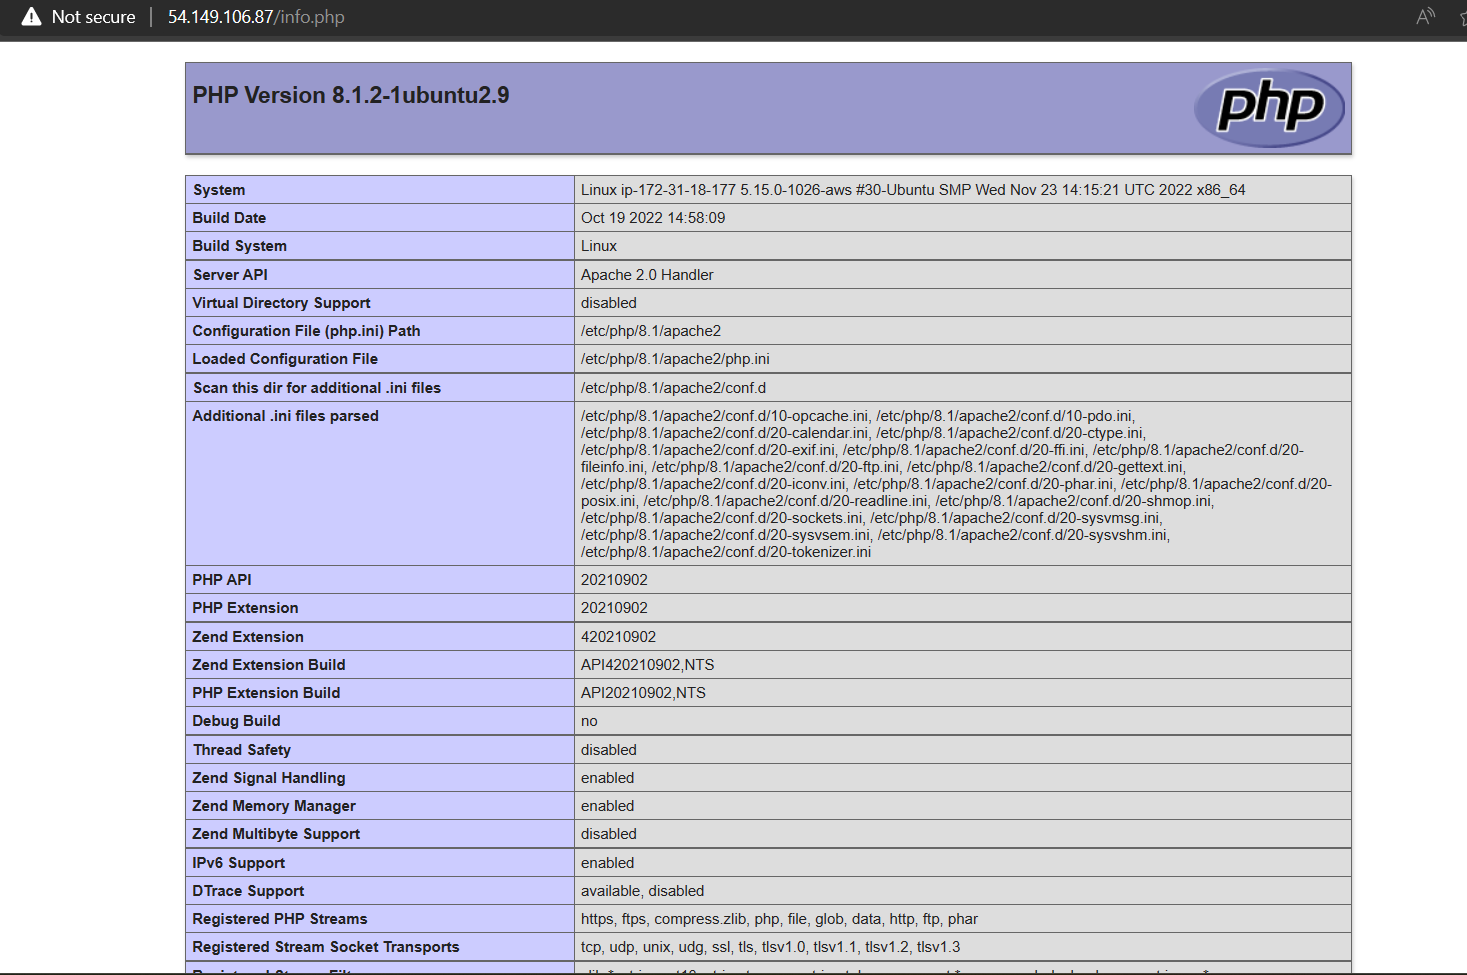 Not secure | 54.149.106.87/info.php
PHP Version 8.1.2-1ubuntu2.9
php
System Linux ip-172-31-18-177 5.15.0-1026-aws #30-Ubuntu SMP Wed Nov 23 14:15:21 UTC 2022 x86_64
Build Date Oct 19 2022 14:58:09
Build System Linux
Server API Apache 2.0 Handler
Virtual Directory Support disabled
Configuration File (php.ini) Path /etc/php/8.1/apache2
Loaded Configuration File /etc/php/8.1/apache2/php.ini
Scan this dir for additional .ini files /etc/php/8.1/apache2/conf.d
Additional .ini files parsed /etc/php/8.1/apache2/conf.d/10-opcache.ini, /etc/php/8.1/apache2/conf.d/10-pdo.ini,
/etc/php/8.1/apache2/conf.d/20-calendar.ini, /etc/php/8.1/apache2/conf.d/20-ctype.ini,
/etc/php/8.1/apache2/conf.d/20-exif.ini, /etc/php/8.1/apache2/conf.d/20-ffi.ini, /etc/php/8.1/apache2/conf.d/20-
fileinfo.ini, /etc/php/8.1/apache2/conf.d/20-ftp.ini, /etc/php/8.1/apache2/conf.d/20-gettext.ini,
/etc/php/8.1/apache2/conf.d/20-iconv.ini, /etc/php/8.1/apache2/conf.d/20-phar.ini, /etc/php/8.1/apache2/conf.d/20-
posix.ini, /etc/php/8.1/apache2/conf.d/20-readline.ini, /etc/php/8.1/apache2/conf.d/20-shmop.ini,
/etc/php/8.1/apache2/conf.d/20-sockets.ini, /etc/php/8.1/apache2/conf.d/20-sysvmsg.ini,
/etc/php/8.1/apache2/conf.d/20-sysvsem.ini, /etc/php/8.1/apache2/conf.d/20-sysvshm.ini,
/etc/php/8.1/apache2/conf.d/20-tokenizer.ini
PHP API 20210902
PHP Extension 20210902
Zend Extension 420210902
Zend Extension Build API420210902,NTS
PHP Extension Build API20210902,NTS
Debug Build no
Thread Safety disabled
Zend Signal Handling enabled
Zend Memory Manager enabled
Zend Multibyte Support disabled
IPv6 Support enabled
DTrace Support available, disabled
Registered PHP Streams https, ftps, compress.zlib, php, file, glob, data, http, ftp, phar
Registered Stream Socket Transports tcp, udp, unix, udg, ssl, tls, tlsv1.0, tlsv1.1, tlsv1.2, tlsv1.3